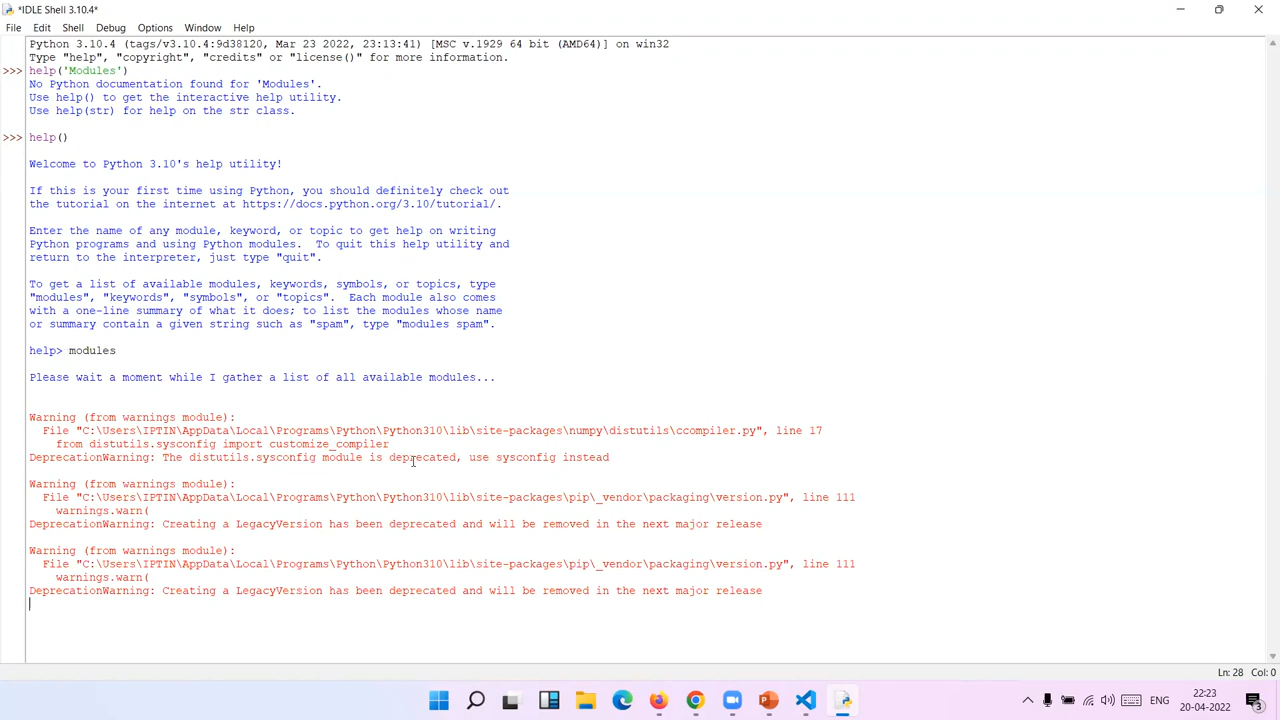 *IDLE Shell 3.10.4*
File Edit Shell Debug Options Window Help
Python 3.10.4 (tags/v3.10.4:9d38120, Mar 23 2022, 23:13:41) [MSC v.1929 64 bit (AMD64)] on win32
Type "help", "copyright", "credits" or "license()" for more information.
>>> help('Modules')
No Python documentation found for 'Modules'.
Use help() to get the interactive help utility.
Use help(str) for help on the str class.
>>> help()
Welcome to Python 3.10's help utility!
If this is your first time using Python, you should definitely check out
the tutorial on the internet at https://docs.python.org/3.10/tutorial/.
Enter the name of any module, keyword, or topic to get help on writing
Python programs and using Python modules.  To quit this help utility and
return to the interpreter, just type "quit".
To get a list of available modules, keywords, symbols, or topics, type
"modules", "keywords", "symbols", or "topics".  Each module also comes
with a one-line summary of what it does; to list the modules whose name
or summary contain a given string such as "spam", type "modules spam".
help> modules
Please wait a moment while I gather a list of all available modules...
Warning (from warnings module):
File "C:\Users\IPTIN\AppData\Local\Programs\Python\Python310\lib\site-packages\numpy\distutils\ccompiler.py", line 17
from distutils.sysconfig import customize_compiler
DeprecationWarning: The distutils.sysconfig module is deprecated, use sysconfig instead
Warning (from warnings module):
File "C:\Users\IPTIN\AppData\Local\Programs\Python\Python310\lib\site-packages\pip\_vendor\packaging\version.py", line 111
warnings.warn(
DeprecationWarning: Creating a LegacyVersion has been deprecated and will be removed in the next major release
Warning (from warnings module):
File "C:\Users\IPTIN\AppData\Local\Programs\Python\Python310\lib\site-packages\pip\_vendor\packaging\version.py", line 111
warnings.warn(
DeprecationWarning: Creating a LegacyVersion has been deprecated and will be removed in the next major release
Ln: 28 Col: 0
ENG
22:23
20-04-2022
3